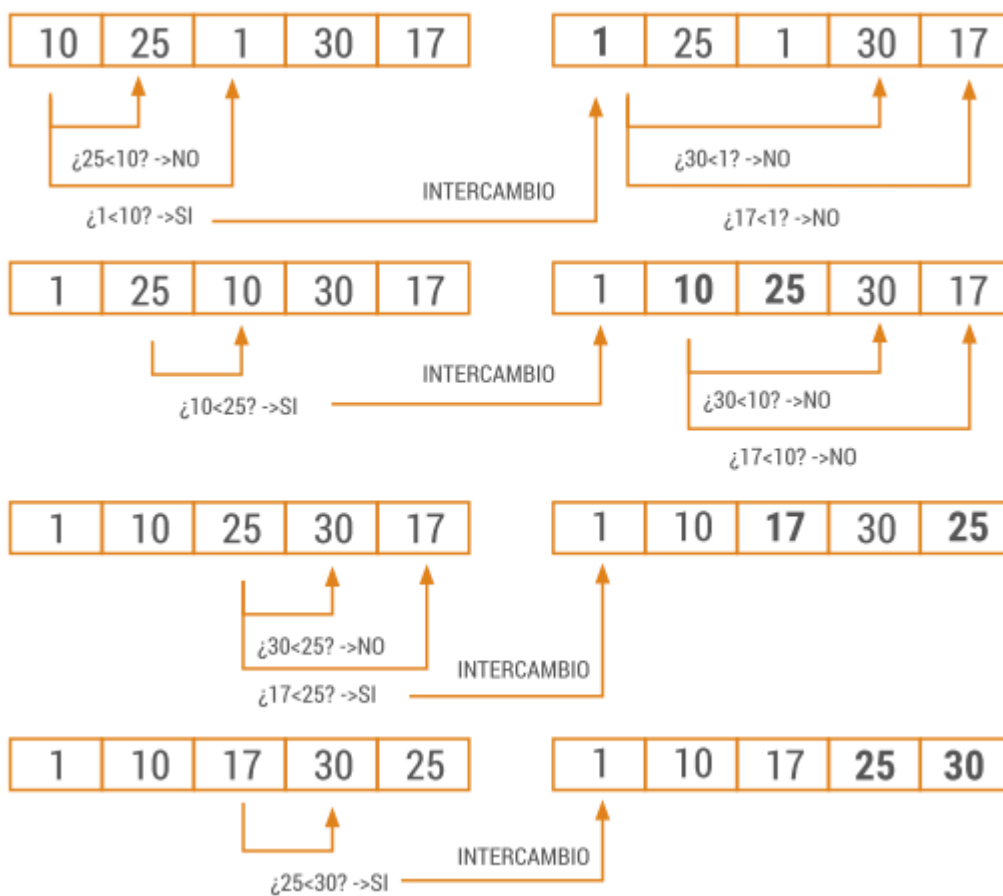 10 25 1 30 17
1 25 1 30 17
¿25<10? ->NO
¿1<10? ->SI
INTERCAMBIO
¿30<1? ->NO
¿17<1? ->NO
1 25 10 30 17
1 10 25 30 17
¿10<25? ->SI
INTERCAMBIO
¿30<10? ->NO
¿17<10? ->NO
1 10 25 30 17
1 10 17 30 25
¿30<25? ->NO
¿17<25? ->SI
INTERCAMBIO
1 10 17 30 25
1 10 17 25 30
¿25<30? ->SI
INTERCAMBIO